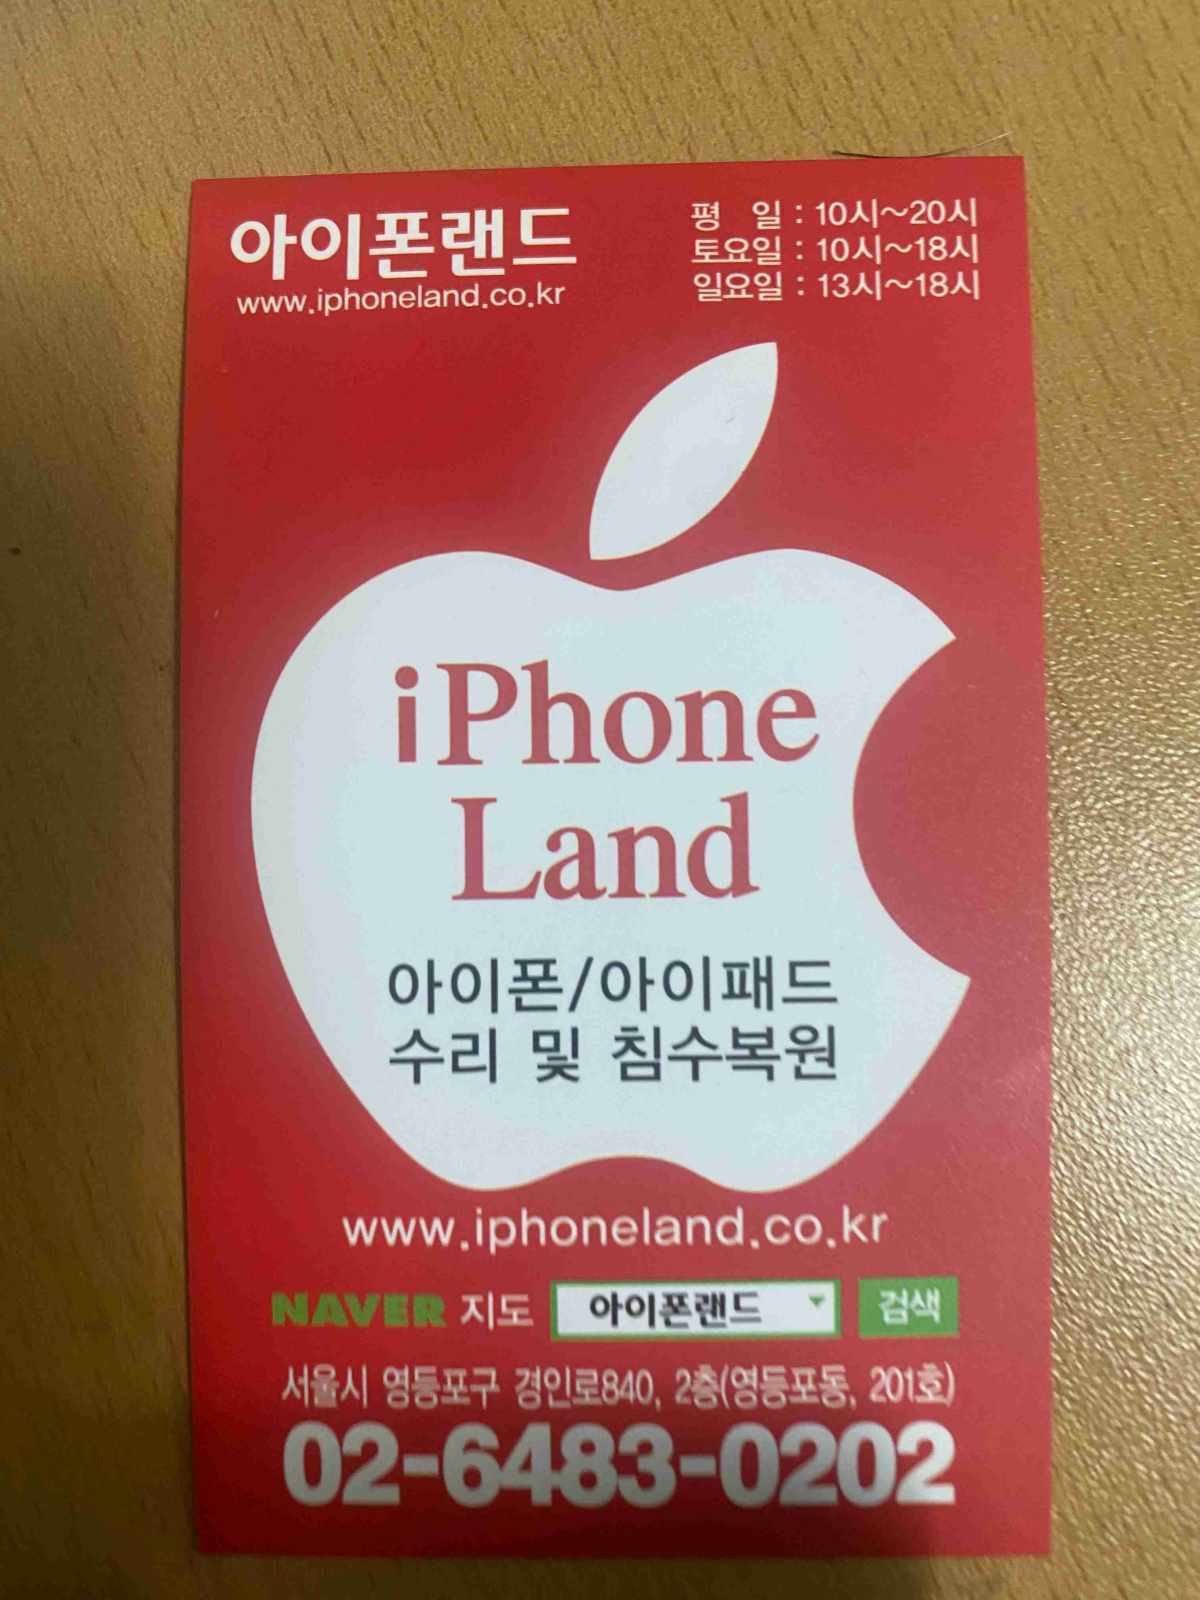 아이폰랜드
www.iphoneland.co.kr
평 일 : 10시~20시
토요일 : 10시~18시
일요일 : 13시~18시
iPhone
Land
아이폰/아이패드
수리 및 침수복원
www.iphoneland.co.kr
NAVER 지도 아이폰랜드 검색
서울시 영등포구 경인로840, 2층(영등포동, 201호)
02-6483-0202